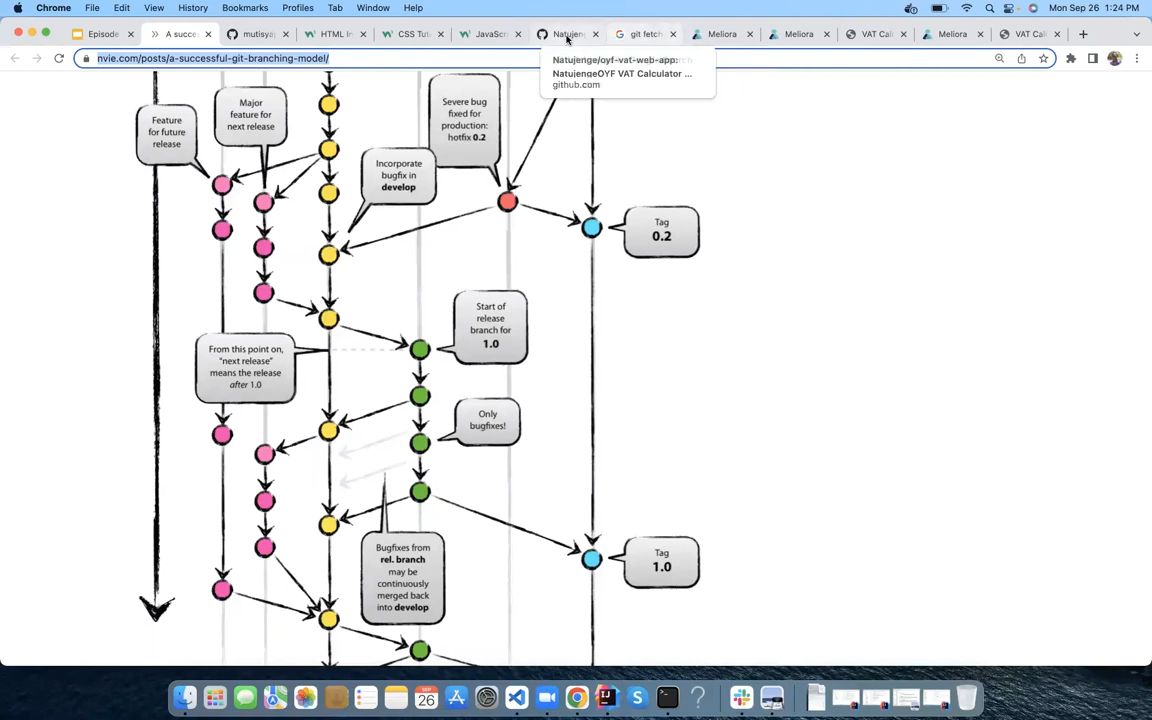 Chrome File Edit View History Bookmarks Profiles Tab Window Help Mon Sep 26 1:24 PM
Episode A succes mutisya HTML In CSS Tut JavaScr Natujeng git fetch Meliora Meliora VAT Cal Meliora VAT Cal
nvie.com/posts/a-successful-git-branching-model/
Natujenge/oyf-vat-web-app:
NatujengeOYF VAT Calculator ...
github.com
Feature
for future
release
Major
feature for
next release
Severe bug
fixed for
production:
hotfix 0.2
Incorporate
bugfix in
develop
Tag
0.2
Start of
release
branch for
1.0
From this point on,
"next release"
means the release
after 1.0
Only
bugfixes!
Bugfixes from
rel. branch
may be
continuously
merged back
into develop
Tag
1.0
SEP
26